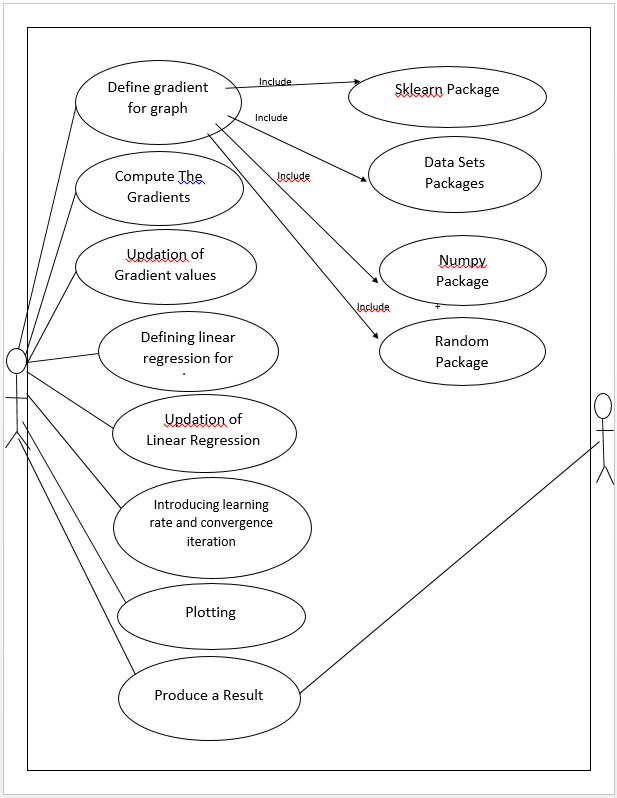 Define gradient
for graph
Include
Sklearn Package
Include
Data Sets
Packages
Compute The
Gradients
Include
Updation of
Gradient values
Numpy
Package
Include
+
Defining linear
regression for
.
Random
Package
Updation of
Linear Regression
Introducing learning
rate and convergence
iteration
Plotting
Produce a Result